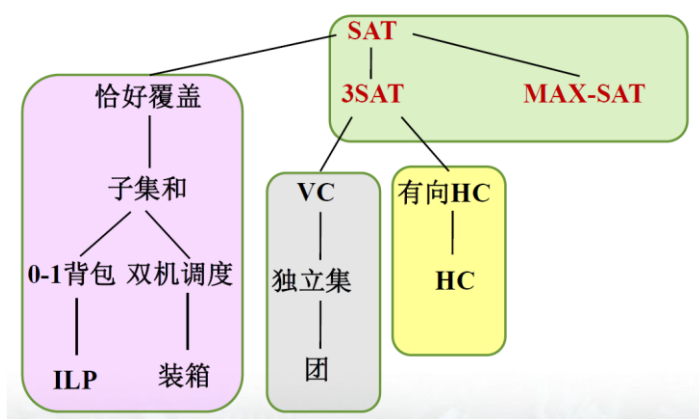 SAT
恰好覆盖
3SAT
MAX-SAT
子集和
VC
有向HC
0-1背包
双机调度
独立集
HC
ILP
装箱
团